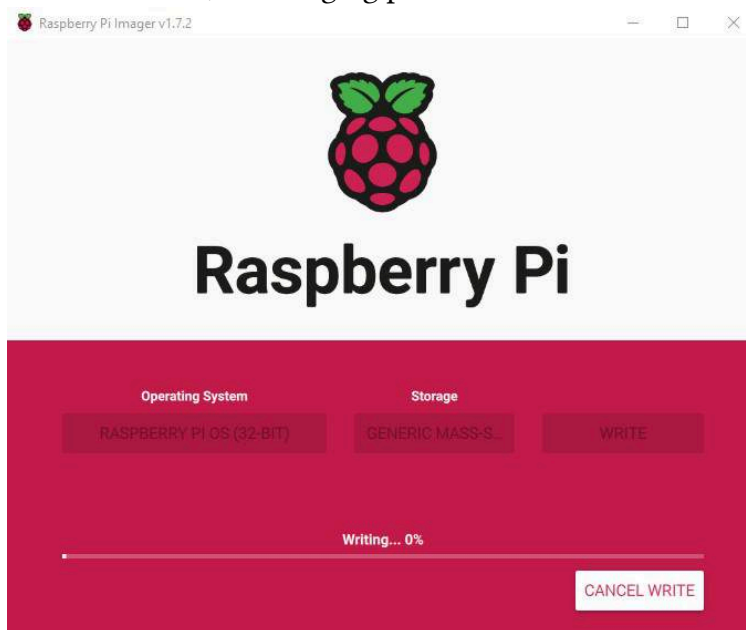 Raspberry Pi Imager v1.7.2
Raspberry Pi
Operating System
Storage
RASPBERRY PI OS (32-BIT)
GENERIC MASS-S...
WRITE
Writing... 0%
CANCEL WRITE